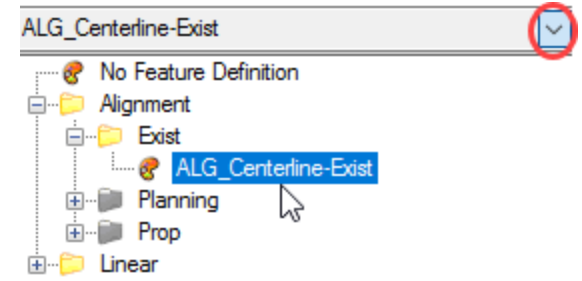 ALG_Centerline-Exist
No Feature Definition
Alignment
Exist
ALG_Centerline-Exist
Planning
Prop
Linear